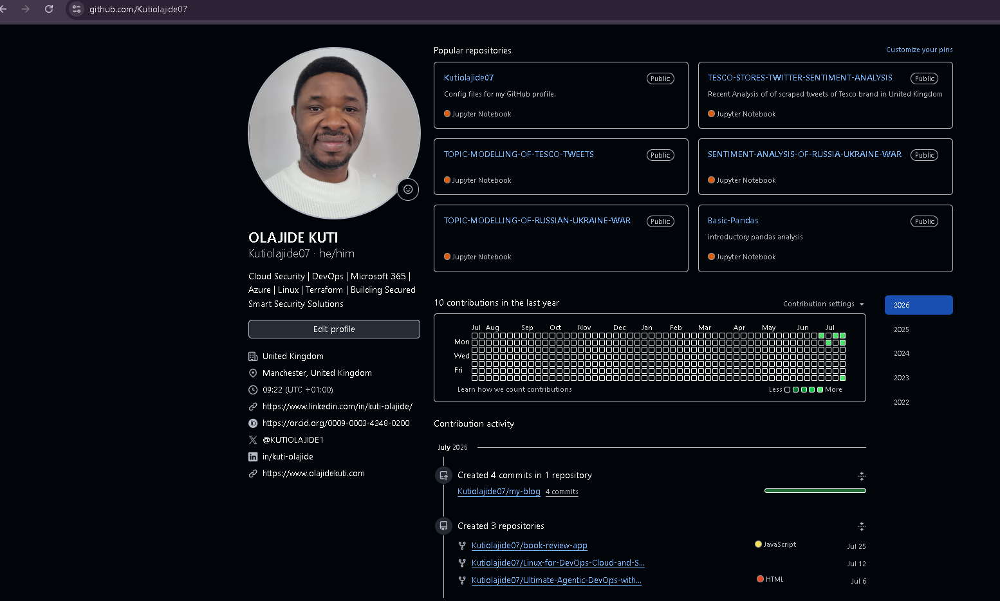 github.com/Kutiolajide07
OLAJIDE KUTI
Kutiolajide07 · he/him
Cloud Security | DevOps | Microsoft 365 |
Azure | Linux | Terraform | Building Secured
Smart Security Solutions
Edit profile
United Kingdom
Manchester, United Kingdom
09:22 (UTC +01:00)
https://www.linkedin.com/in/kuti-olajide/
https://orcid.org/0009-0003-4348-0200
@KUTIOLAJIDE1
in/kuti-olajide
https://www.olajidekuti.com
Popular repositories
Customize your pins
Kutiolajide07
Public
Config files for my GitHub profile.
Jupyter Notebook
TESCO-STORES-TWITTER-SENTIMENT-ANALYSIS
Public
Recent Analysis of of scraped tweets of Tesco brand in United Kingdom
Jupyter Notebook
TOPIC-MODELLING-OF-TESCO-TWEETS
Public
Jupyter Notebook
SENTIMENT-ANALYSIS-OF-RUSSIA-UKRAINE-WAR
Public
Jupyter Notebook
TOPIC-MODELLING-OF-RUSSIAN-UKRAINE-WAR
Public
Jupyter Notebook
Basic-Pandas
Public
introductory pandas analysis
Jupyter Notebook
10 contributions in the last year
Contribution settings
Jul Aug Sep Oct Nov Dec Jan Feb Mar Apr May Jun Jul
Mon
Wed
Fri
Learn how we count contributions
Less More
2026
2025
2024
2023
2022
Contribution activity
July 2026
Created 4 commits in 1 repository
Kutiolajide07/my-blog 4 commits
Created 3 repositories
Kutiolajide07/book-review-app JavaScript Jul 25
Kutiolajide07/Linux-for-DevOps-Cloud-and-S... Jul 12
Kutiolajide07/Ultimate-Agentic-DevOps-with... HTML Jul 6